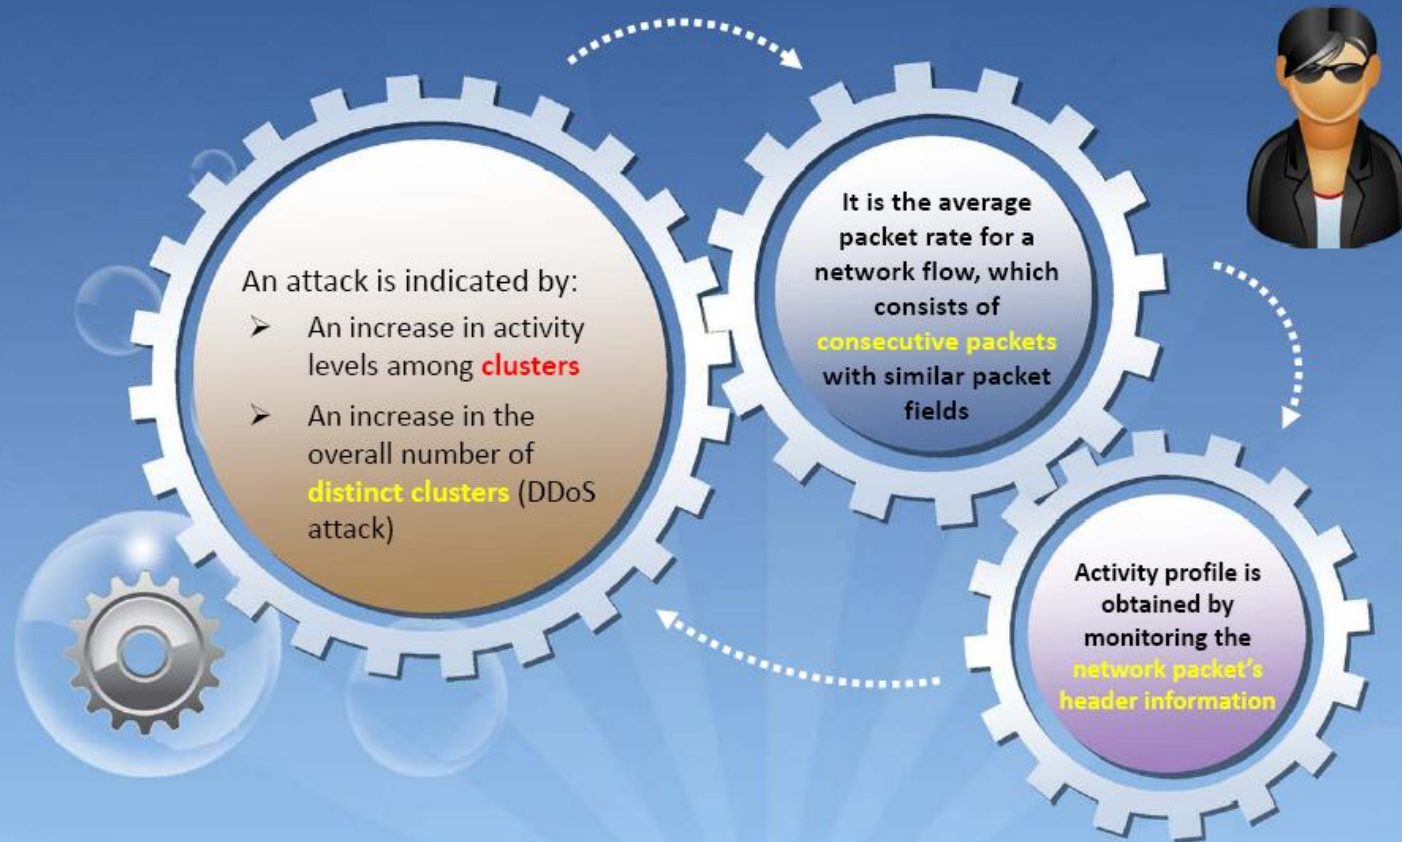 An attack is indicated by:
➢ An increase in activity
levels among clusters
➢ An increase in the
overall number of
distinct clusters (DDoS
attack)
It is the average
packet rate for a
network flow, which
consists of
consecutive packets
with similar packet
fields
Activity profile is
obtained by
monitoring the
network packet's
header information